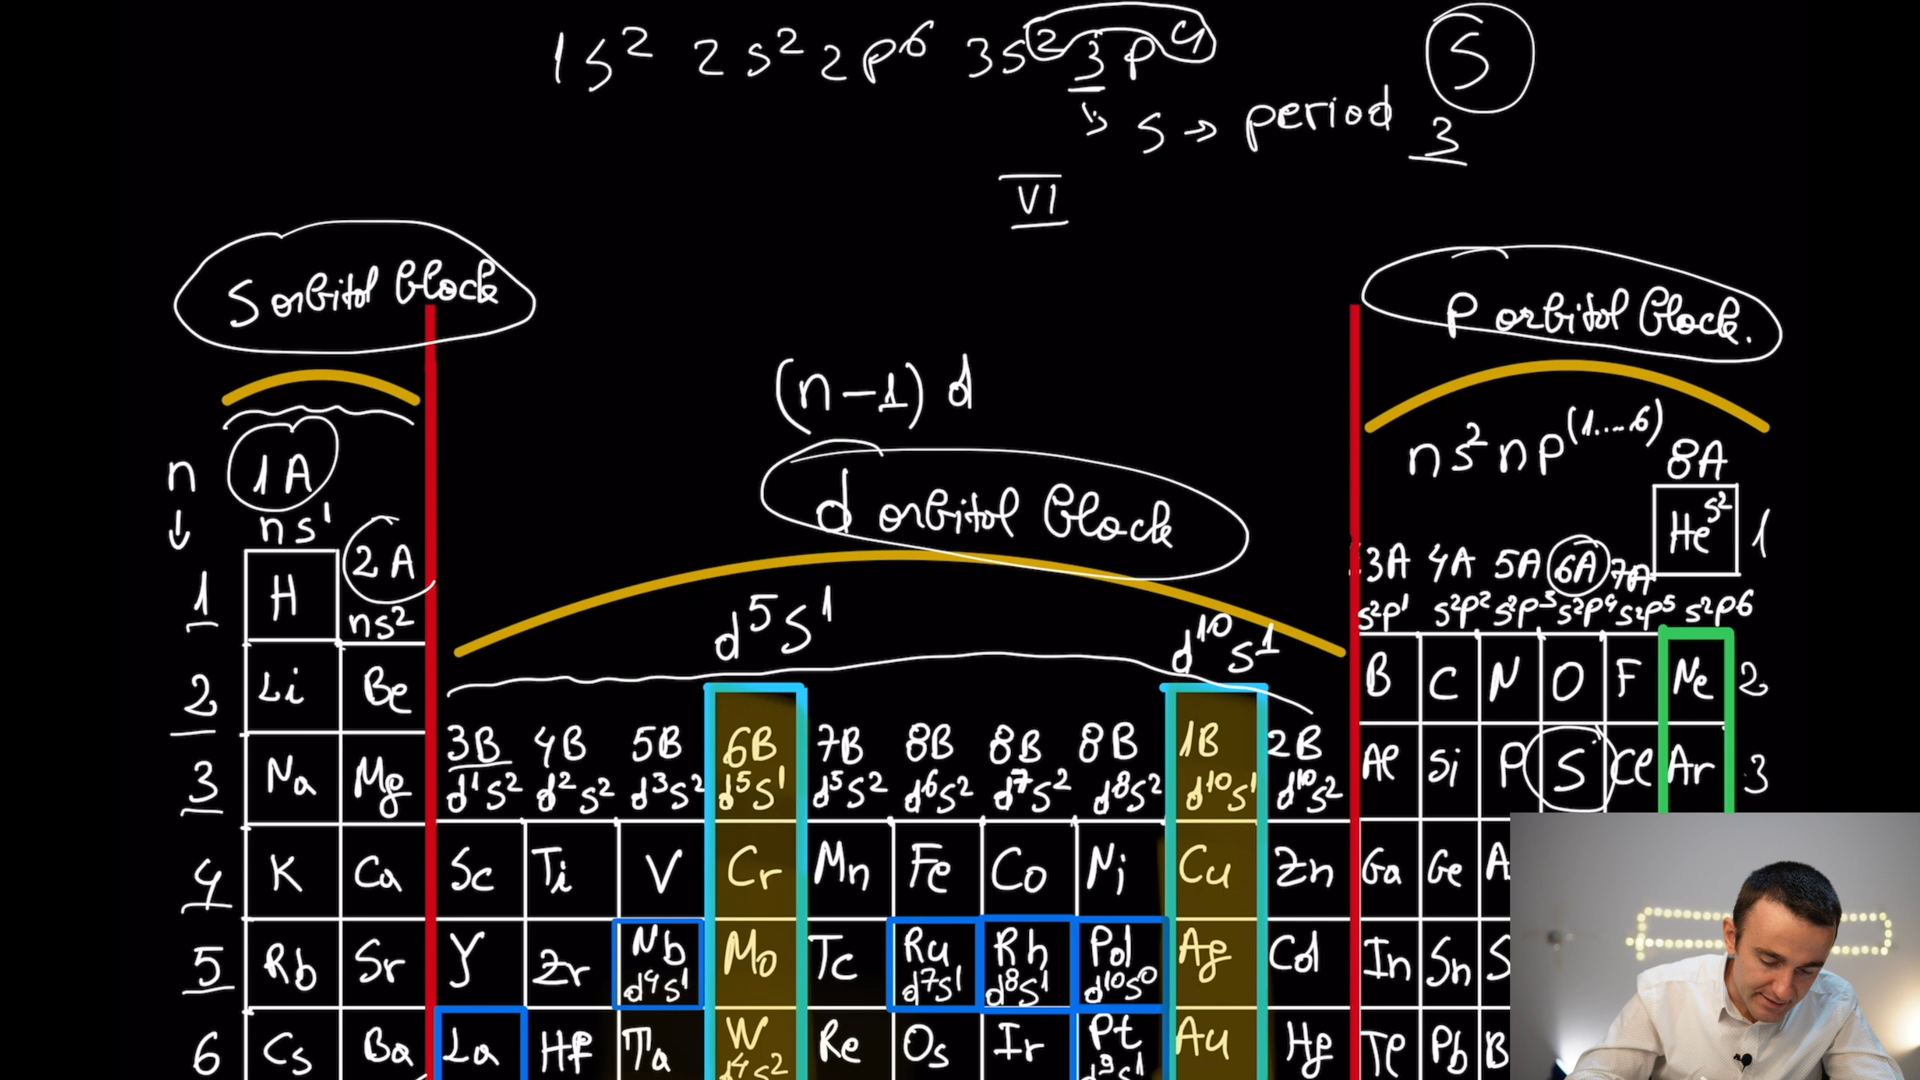 1s² 2s² 2p⁶ 3s² 3p⁴ S
S → period 3
VI
S orbital block
p orbital block.
(n-1) d
ns² np⁽¹····⁶⁾
n 1A
8A
d orbital block
ns¹
He s² 1
2A
3A 4A 5A 6A 7A
1 H
ns²
s²p¹ s²p² s²p³ s²p⁴ s²p⁵ s²p⁶
d⁵s¹ d¹⁰s¹
2 Li Be B C N O F Ne 2
3B 4B 5B 6B 7B 8B 8B 8B 1B 2B
3 Na Mg Al Si P S Cl Ar 3
d¹s² d²s² d³s² d⁵s¹ d⁵s² d⁶s² d⁷s² d⁸s² d¹⁰s¹ d¹⁰s²
4 K Ca Sc Ti V Cr Mn Fe Co Ni Cu Zn Ga Ge A
5 Rb Sr Y Zr Nb Mo Tc Ru Rh Pd Ag Cd In Sn S
d⁴s¹ d⁷s¹ d⁸s¹ d¹⁰s⁰
6 Cs Ba La Hf Ta W Re Os Ir Pt Au Hg Tl Pb B
d⁴s² d⁹s¹